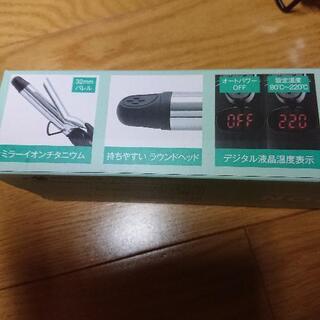 32mm
バレル
オートパワー
OFF
設定温度
80℃~220℃
OFF
220
ミラーイオンチタニウム
持ちやすい ラウンドヘッド
デジタル液晶温度表示